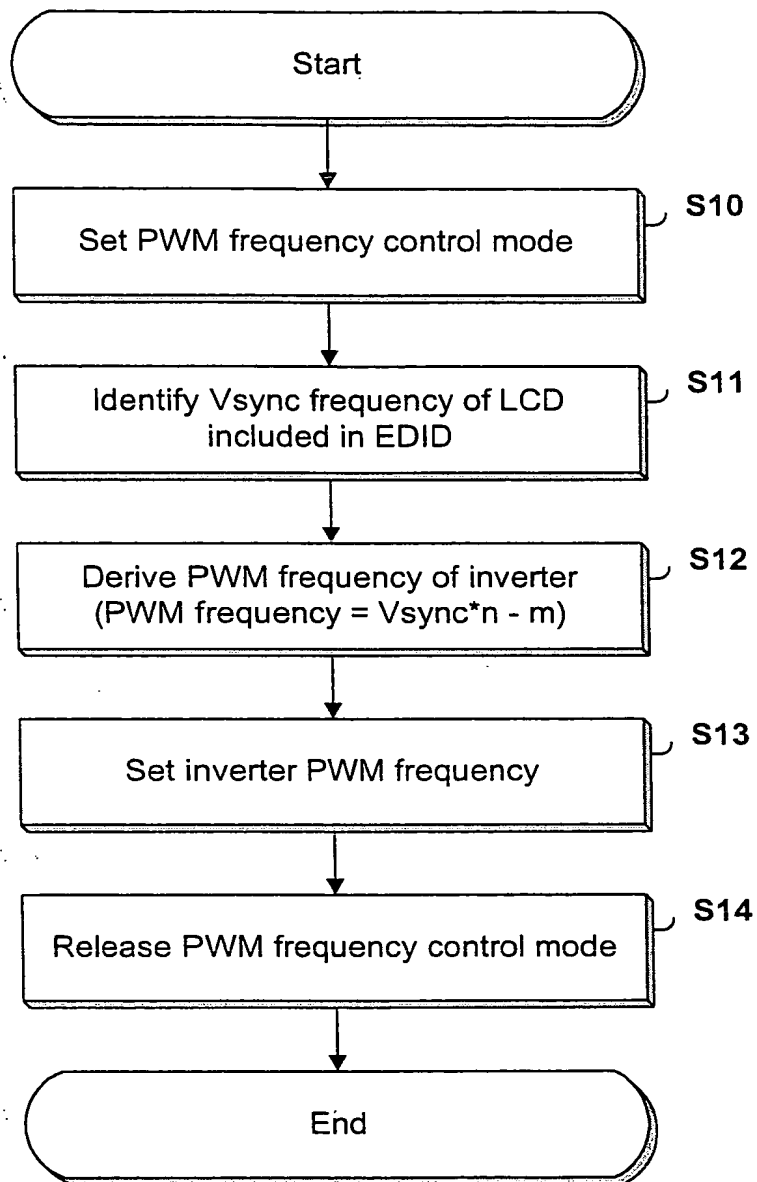 Start
S10
Set PWM frequency control mode
S11
Identify Vsync frequency of LCD
included in EDID
S12
Derive PWM frequency of inverter
(PWM frequency = Vsync*n - m)
S13
Set inverter PWM frequency
S14
Release PWM frequency control mode
End